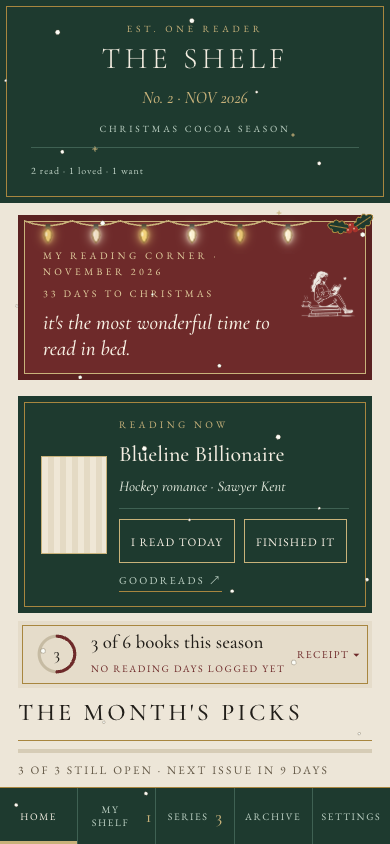 EST. ONE READER
THE SHELF
No. 2 · NOV 2026
CHRISTMAS COCOA SEASON
2 read · 1 loved · 1 want
MY READING CORNER ·
NOVEMBER 2026
33 DAYS TO CHRISTMAS
it's the most wonderful time to
read in bed.
READING NOW
Blueline Billionaire
Hockey romance · Sawyer Kent
I READ TODAY
FINISHED IT
GOODREADS ↗
3
3 of 6 books this season
NO READING DAYS LOGGED YET
RECEIPT
THE MONTH'S PICKS
3 OF 3 STILL OPEN · NEXT ISSUE IN 9 DAYS
HOME
MY
SHELF
1
SERIES
3
ARCHIVE
SETTINGS